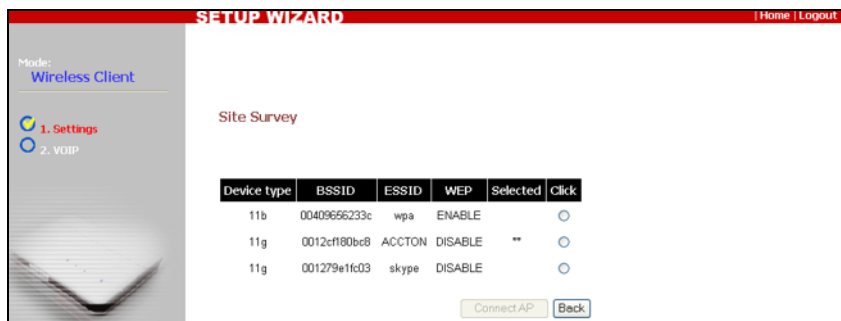 SETUP WIZARD
| Home | Logout
Mode:
Wireless Client
1. Settings
2. VOIP
Site Survey
Device type BSSID ESSID WEP Selected Click
11b 00409656233c wpa ENABLE
11g 0012cf180bc8 ACCTON DISABLE **
11g 001279e1fc03 skype DISABLE
Connect AP Back